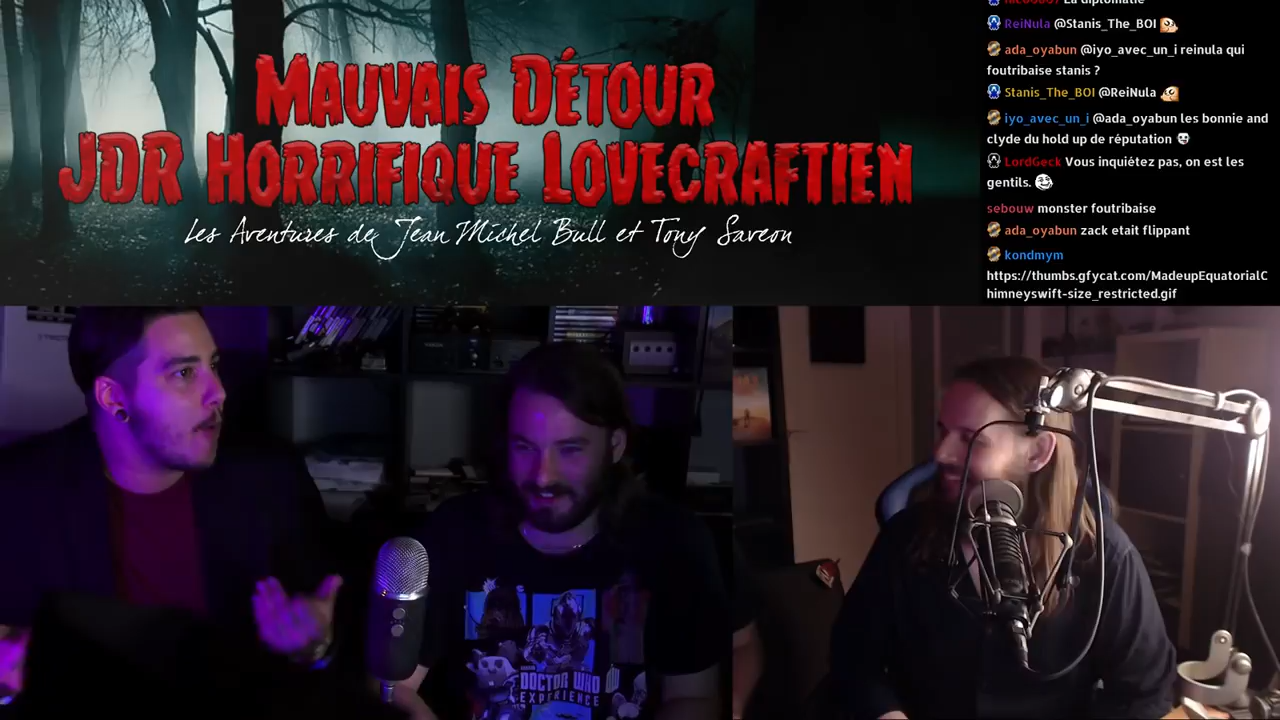 Mauvais Détour
JDR Horrifique Lovecraftien
Les Aventures de Jean Michel Bull et Tony Saveon
La diplomatie
ReiNula @Stanis_The_BOI
ada_oyabun @iyo_avec_un_i reinula qui
foutribaise stanis ?
Stanis_The_BOI @ReiNula
iyo_avec_un_i @ada_oyabun les bonnie and
clyde du hold up de réputation
LordGeck Vous inquiétez pas, on est les
gentils.
sebouw monster foutribaise
ada_oyabun zack etait flippant
kondmym
https://thumbs.gfycat.com/MadeupEquatorialC
himneyswift-size_restricted.gif
DOCTOR WHO
EXPERIENCE